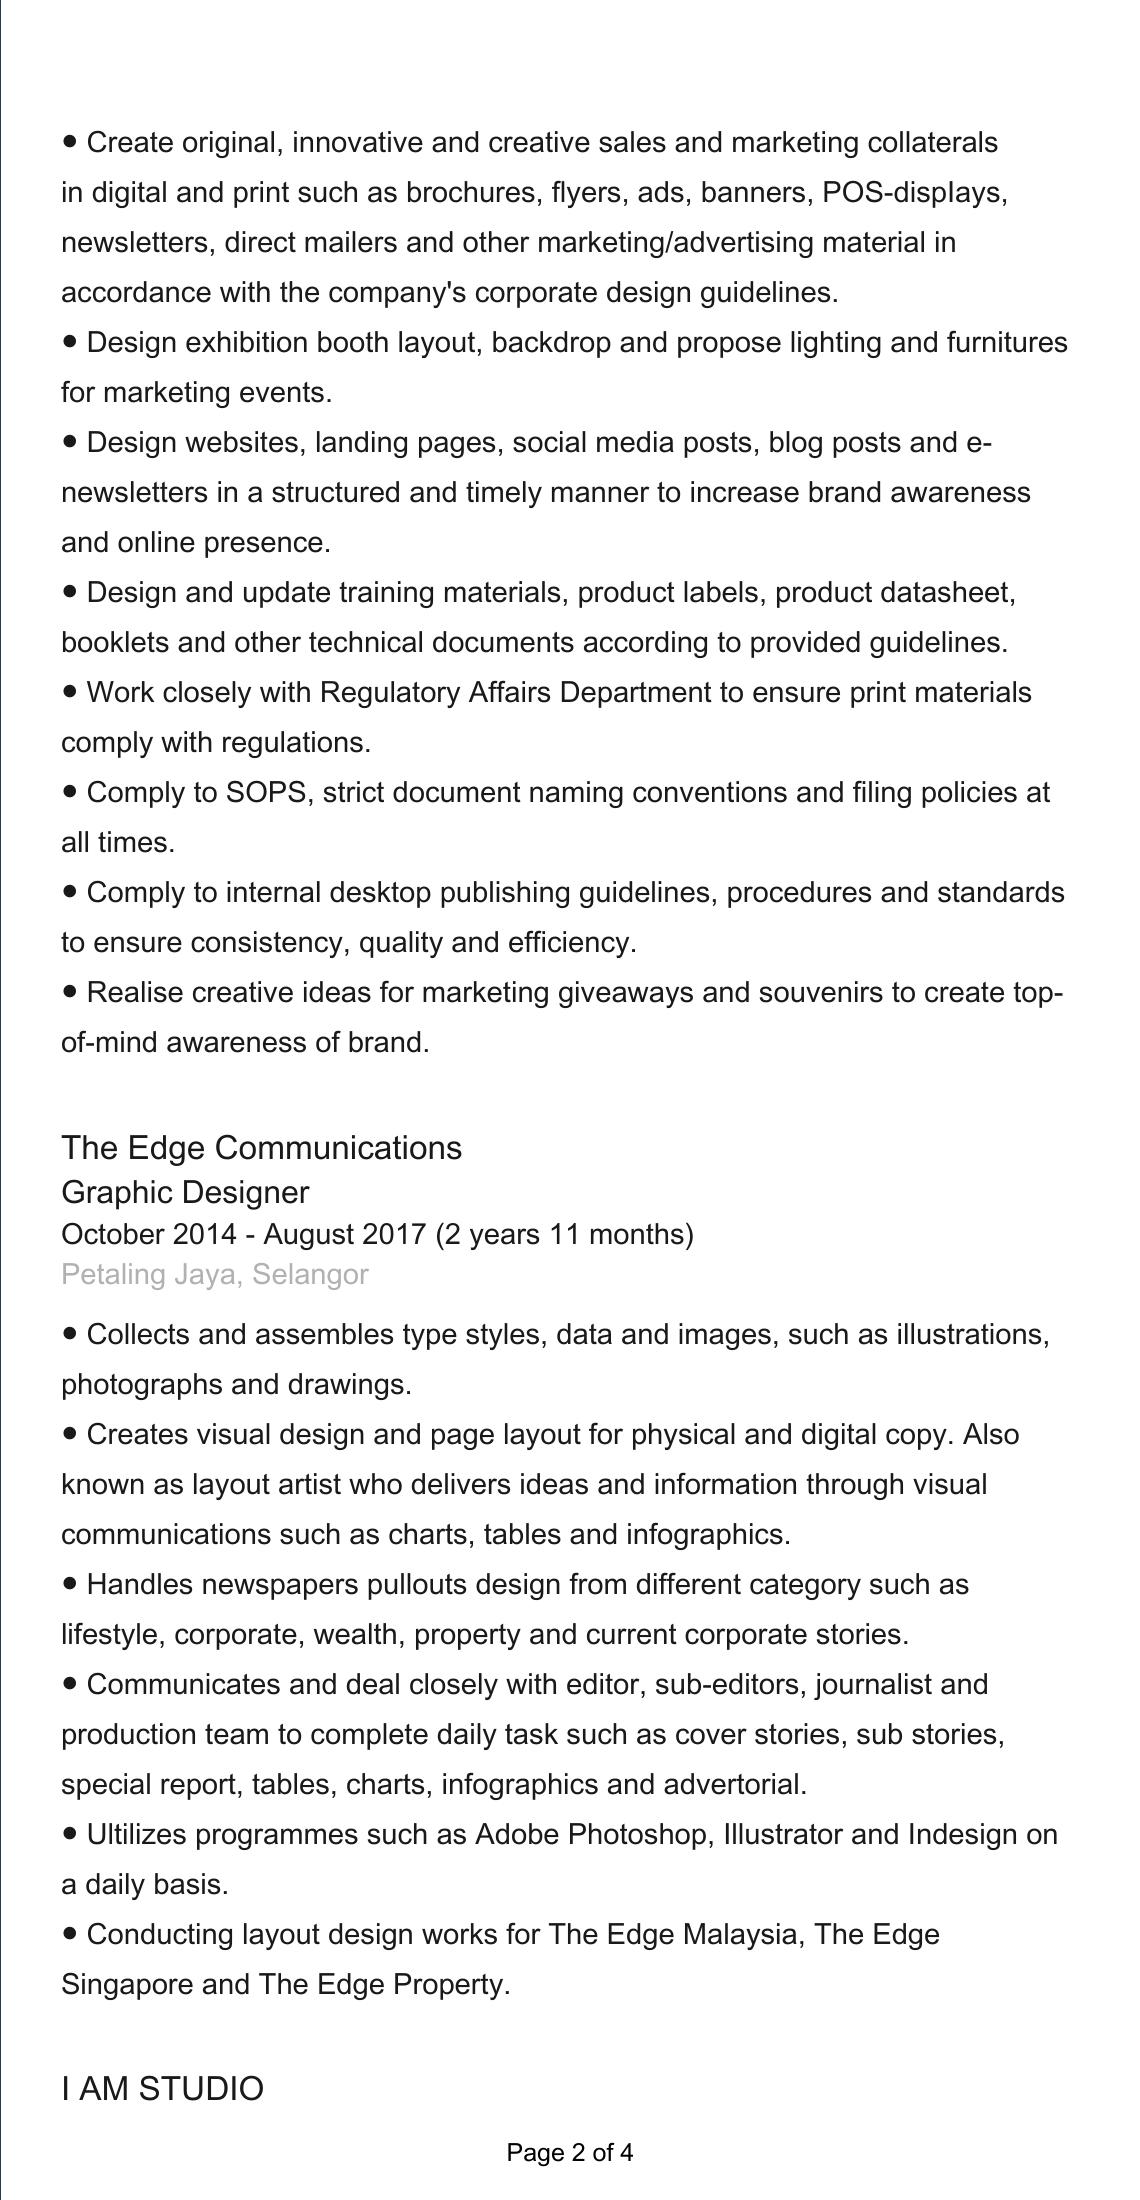 ● Create original, innovative and creative sales and marketing collaterals
in digital and print such as brochures, flyers, ads, banners, POS-displays,
newsletters, direct mailers and other marketing/advertising material in
accordance with the company's corporate design guidelines.
● Design exhibition booth layout, backdrop and propose lighting and furnitures
for marketing events.
● Design websites, landing pages, social media posts, blog posts and e-
newsletters in a structured and timely manner to increase brand awareness
and online presence.
● Design and update training materials, product labels, product datasheet,
booklets and other technical documents according to provided guidelines.
● Work closely with Regulatory Affairs Department to ensure print materials
comply with regulations.
● Comply to SOPS, strict document naming conventions and filing policies at
all times.
● Comply to internal desktop publishing guidelines, procedures and standards
to ensure consistency, quality and efficiency.
● Realise creative ideas for marketing giveaways and souvenirs to create top-
of-mind awareness of brand.
The Edge Communications
Graphic Designer
October 2014 - August 2017 (2 years 11 months)
Petaling Jaya, Selangor
● Collects and assembles type styles, data and images, such as illustrations,
photographs and drawings.
● Creates visual design and page layout for physical and digital copy. Also
known as layout artist who delivers ideas and information through visual
communications such as charts, tables and infographics.
● Handles newspapers pullouts design from different category such as
lifestyle, corporate, wealth, property and current corporate stories.
● Communicates and deal closely with editor, sub-editors, journalist and
production team to complete daily task such as cover stories, sub stories,
special report, tables, charts, infographics and advertorial.
● Ultilizes programmes such as Adobe Photoshop, Illustrator and Indesign on
a daily basis.
● Conducting layout design works for The Edge Malaysia, The Edge
Singapore and The Edge Property.
I AM STUDIO
Page 2 of 4